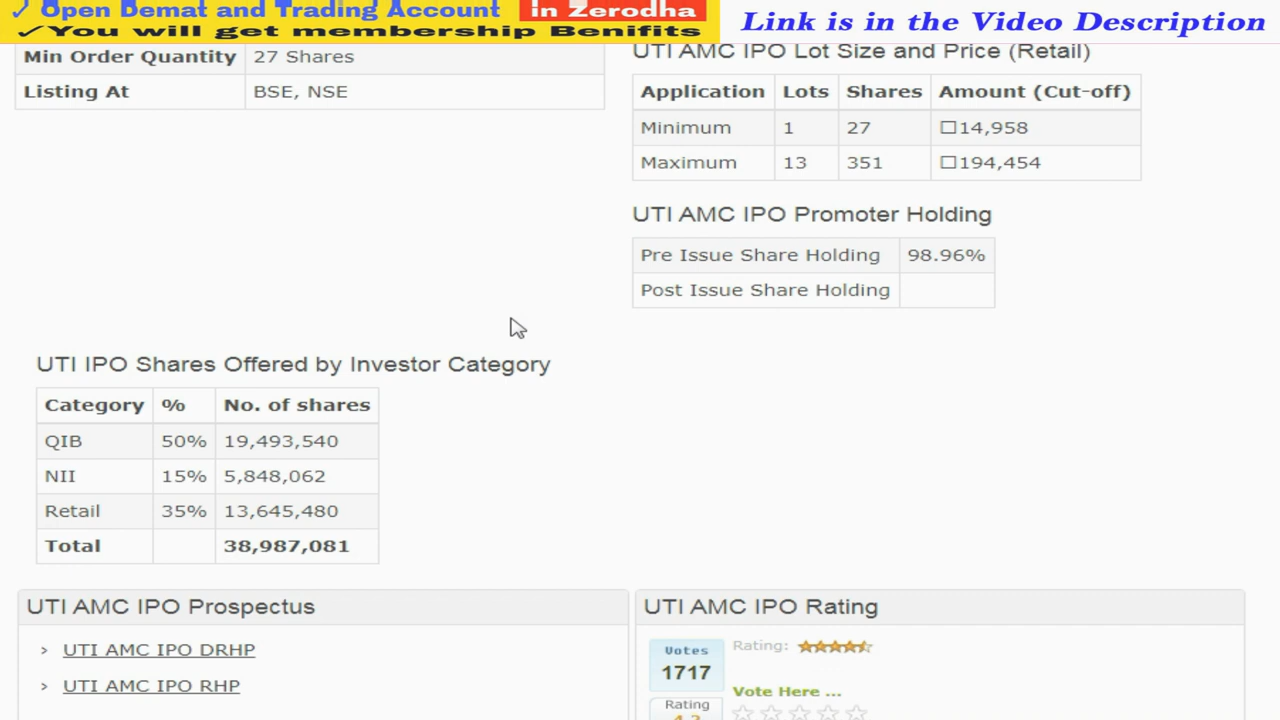 ✓ Open Demat and Trading Account In Zerodha
✓You will get membership Benifits
Link is in the Video Description
Min Order Quantity 27 Shares
Listing At BSE, NSE
UTI AMC IPO Lot Size and Price (Retail)
Application Lots Shares Amount (Cut-off)
Minimum 1 27 □14,958
Maximum 13 351 □194,454
UTI AMC IPO Promoter Holding
Pre Issue Share Holding 98.96%
Post Issue Share Holding
UTI IPO Shares Offered by Investor Category
Category % No. of shares
QIB 50% 19,493,540
NII 15% 5,848,062
Retail 35% 13,645,480
Total 38,987,081
UTI AMC IPO Prospectus
› UTI AMC IPO DRHP
› UTI AMC IPO RHP
UTI AMC IPO Rating
Votes
1717
Rating:
Vote Here ...
Rating